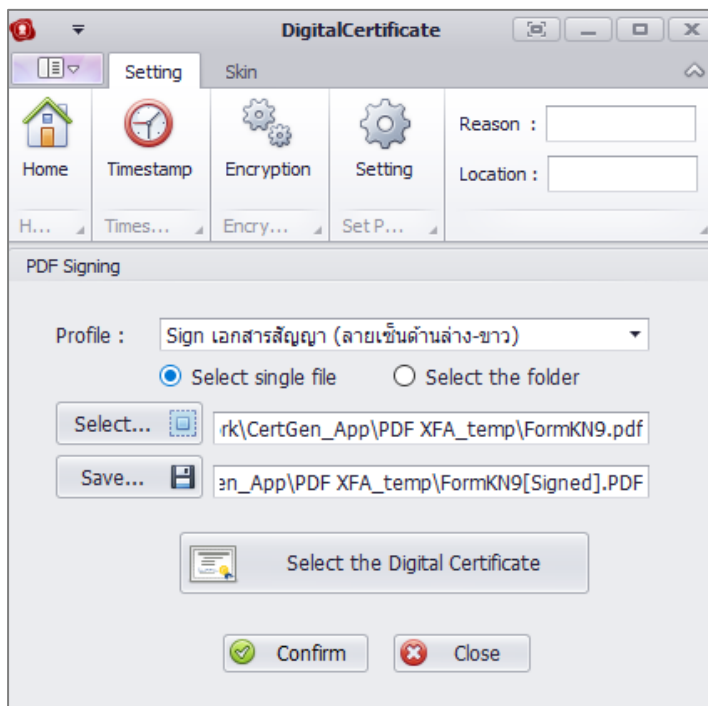 DigitalCertificate
Setting Skin
Home Timestamp Encryption Setting
Reason :
Location :
H... Times... Encry... Set P...
PDF Signing
Profile : Sign เอกสารสัญญา (ลายเซ็นด้านล่าง-ขาว)
Select single file Select the folder
Select... rk\CertGen_App\PDF XFA_temp\FormKN9.pdf
Save... en_App\PDF XFA_temp\FormKN9[Signed].PDF
Select the Digital Certificate
Confirm Close